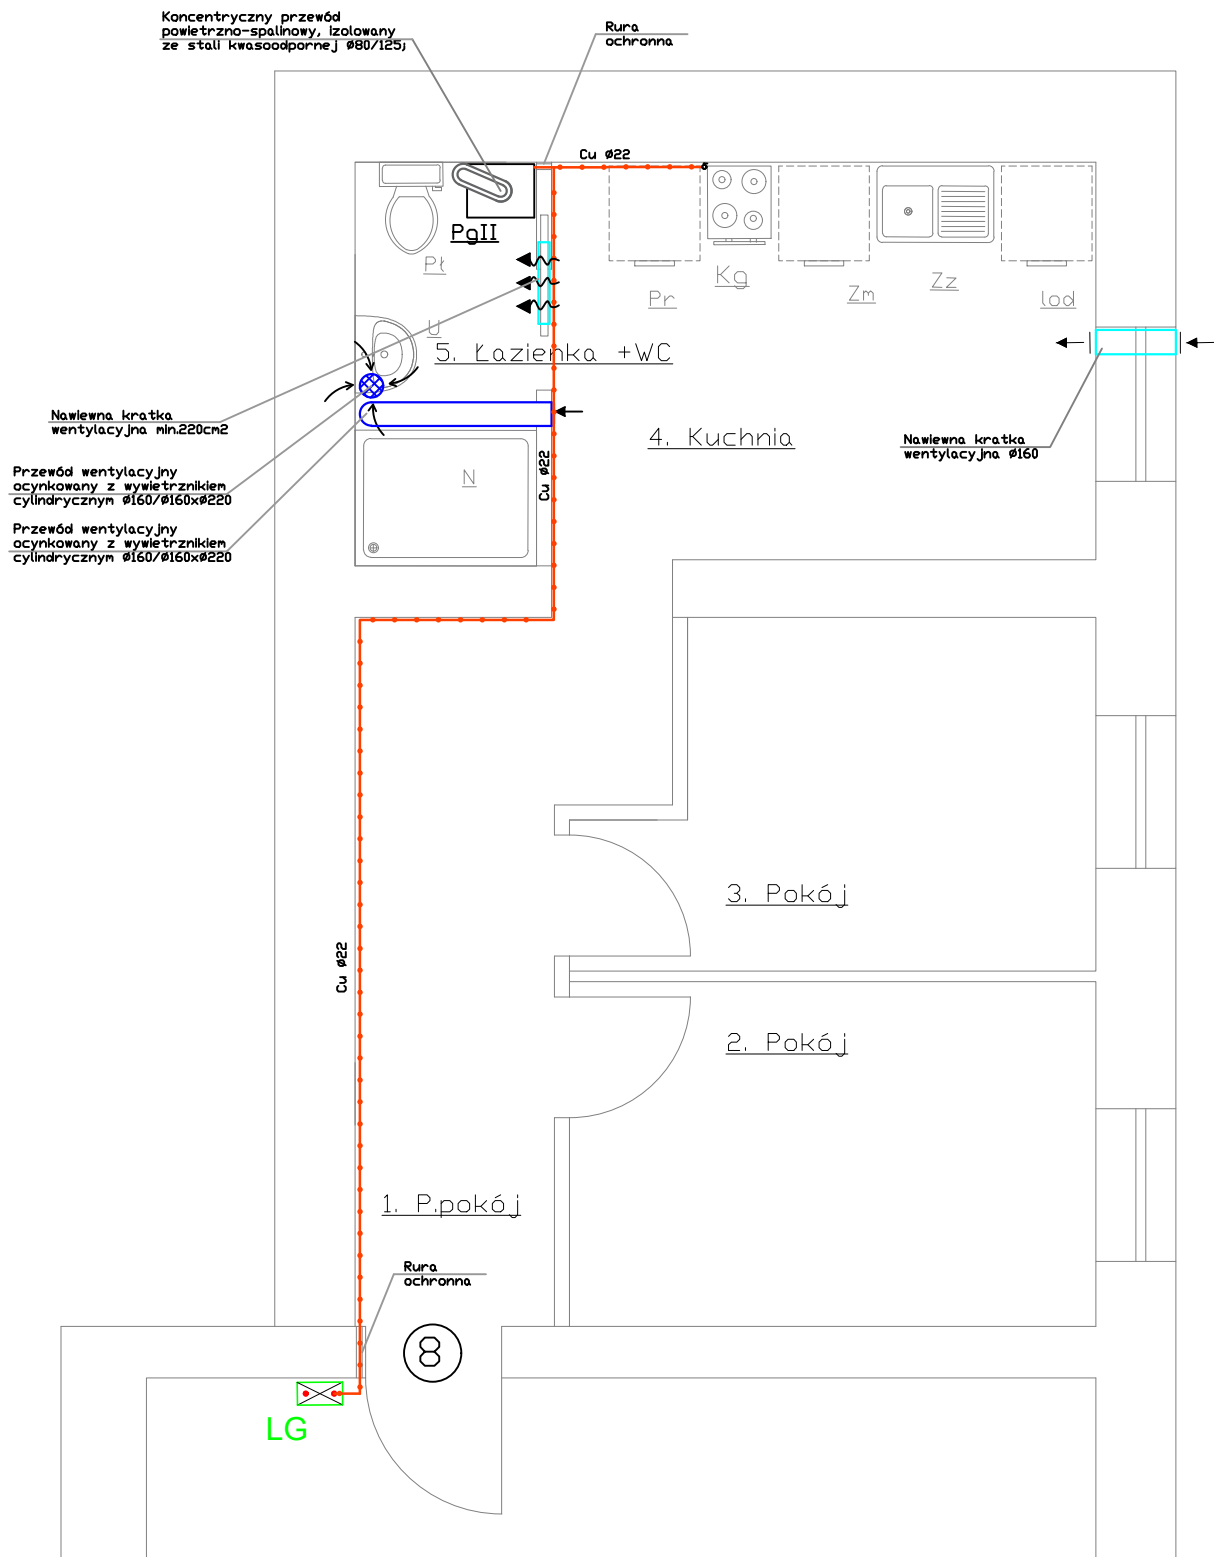 Koncentryczny przewód
powietrzno-spalinowy, izolowany
ze stali kwasoodpornej Ø80/125;
Rura
ochronna
Cu Ø22
PgII
Pł
Kg
Pr
Zm
Zz
lod
U
5. Łazienka +WC
Nawiewna kratka
wentylacyjna min.220cm2
4. Kuchnia
Nawiewna kratka
wentylacyjna Ø160
Przewód wentylacyjny
ocynkowany z wywietrznikiem
cylindrycznym Ø160/Ø160xØ220
N
Cu Ø22
Przewód wentylacyjny
ocynkowany z wywietrznikiem
cylindrycznym Ø160/Ø160xØ220
3. Pokój
Cu Ø22
2. Pokój
1. P.pokój
Rura
ochronna
8
LG